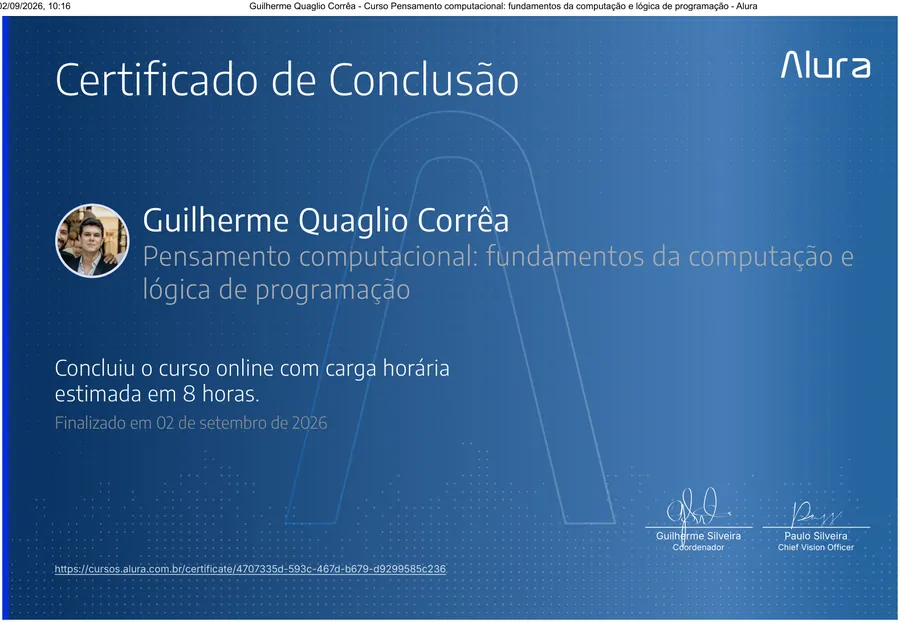 02/09/2026, 10:16
Guilherme Quaglio Corrêa - Curso Pensamento computacional: fundamentos da computação e lógica de programação - Alura
Certificado de Conclusão
Alura
Guilherme Quaglio Corrêa
Pensamento computacional: fundamentos da computação e
lógica de programação
Concluiu o curso online com carga horária
estimada em 8 horas.
Finalizado em 02 de setembro de 2026
Guilherme Silveira
Coordenador
Paulo Silveira
Chief Vision Officer
https://cursos.alura.com.br/certificate/4707335d-593c-467d-b679-d9299585c236